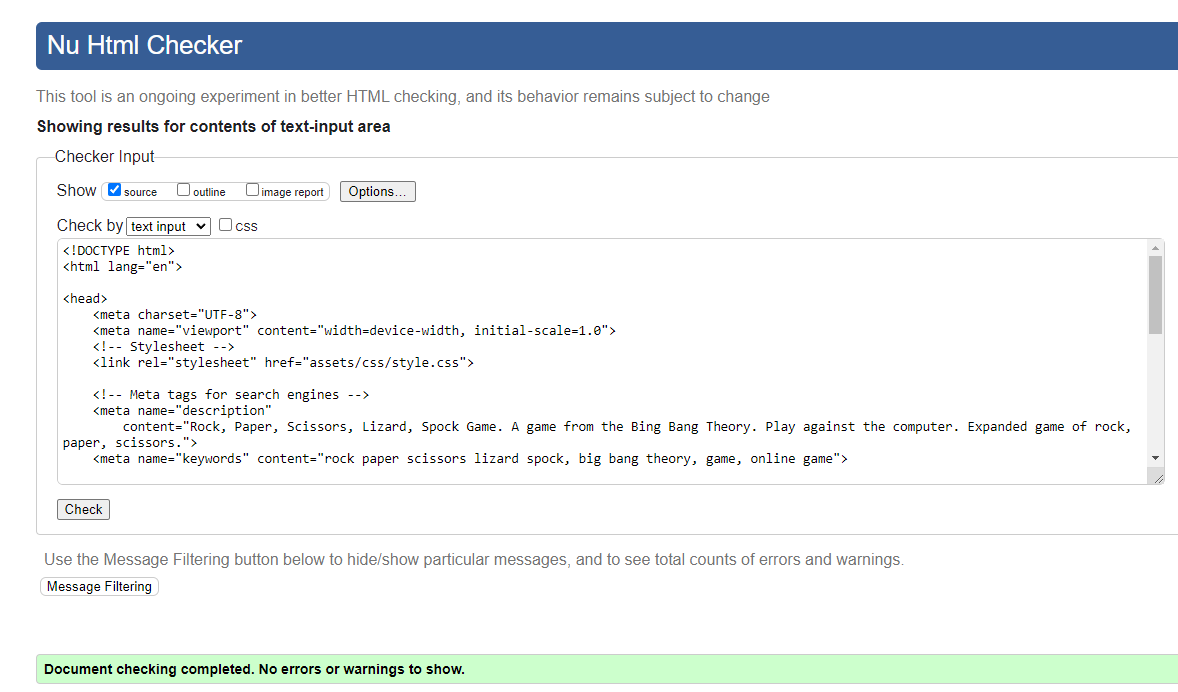 Nu Html Checker
This tool is an ongoing experiment in better HTML checking, and its behavior remains subject to change
Showing results for contents of text-input area
Checker Input
Show source outline image report Options...
Check by text input css
<!DOCTYPE html>
<html lang="en">
<head>
    <meta charset="UTF-8">
    <meta name="viewport" content="width=device-width, initial-scale=1.0">
    <!-- Stylesheet -->
    <link rel="stylesheet" href="assets/css/style.css">
    <!-- Meta tags for search engines -->
    <meta name="description"
        content="Rock, Paper, Scissors, Lizard, Spock Game. A game from the Bing Bang Theory. Play against the computer. Expanded game of rock,
paper, scissors.">
    <meta name="keywords" content="rock paper scissors lizard spock, big bang theory, game, online game">
Check
Use the Message Filtering button below to hide/show particular messages, and to see total counts of errors and warnings.
Message Filtering
Document checking completed. No errors or warnings to show.